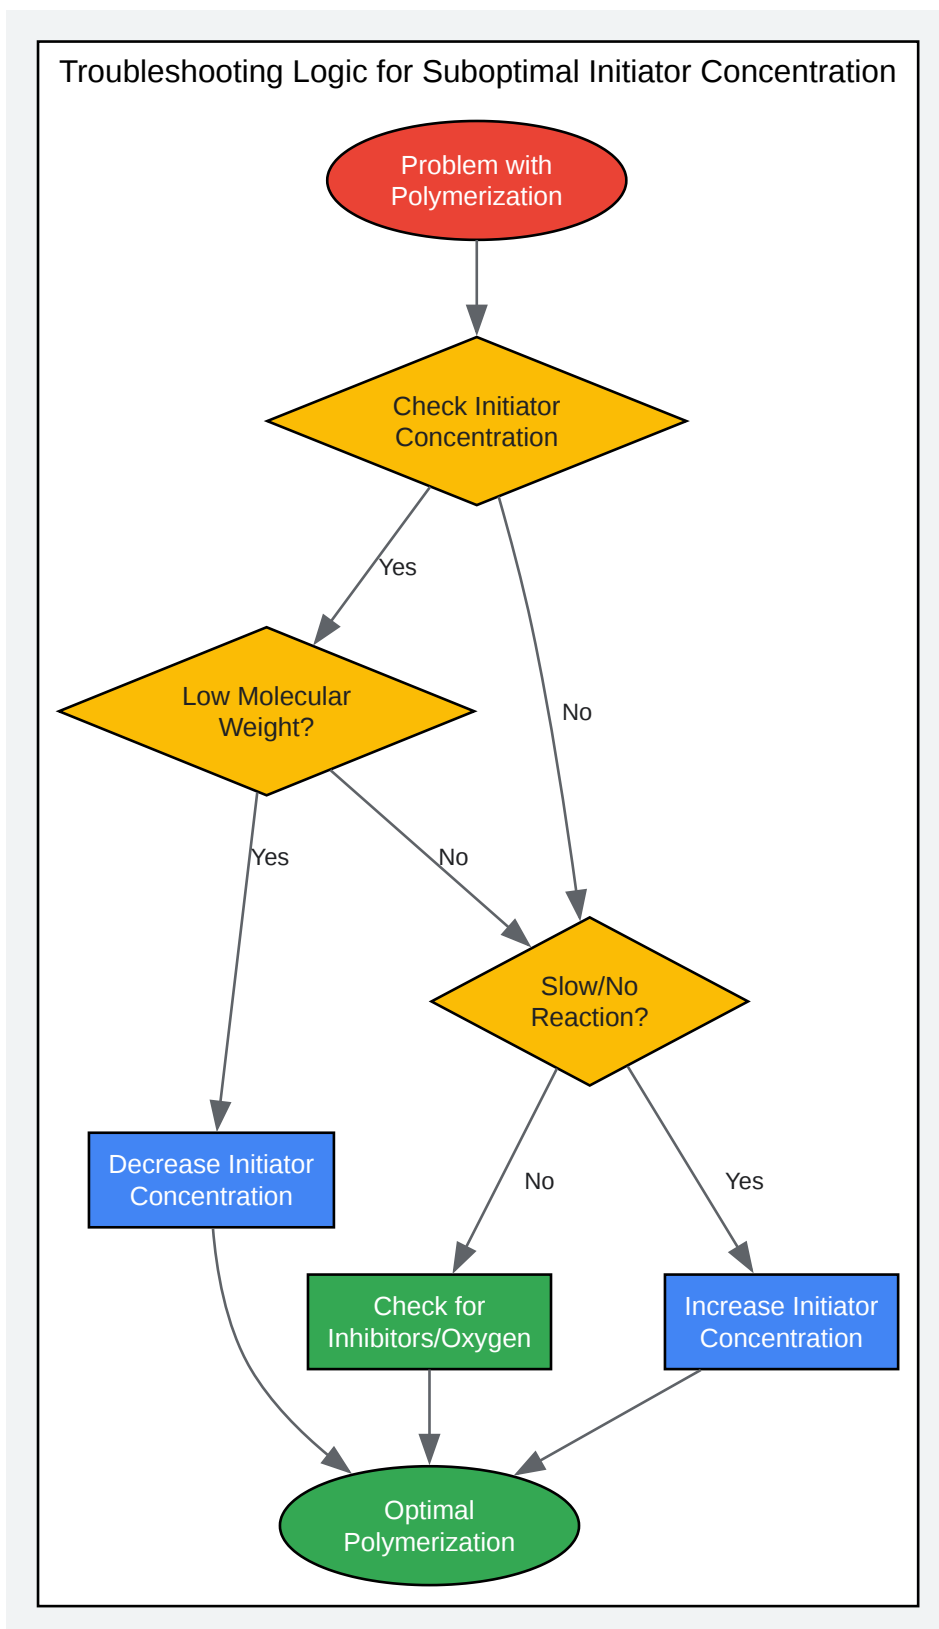 Troubleshooting Logic for Suboptimal Initiator Concentration
Problem with
Polymerization
Check Initiator
Concentration
Yes
Low Molecular
Weight?
No
Yes
No
Slow/No
Reaction?
Decrease Initiator
Concentration
No
Yes
Check for
Inhibitors/Oxygen
Increase Initiator
Concentration
Optimal
Polymerization